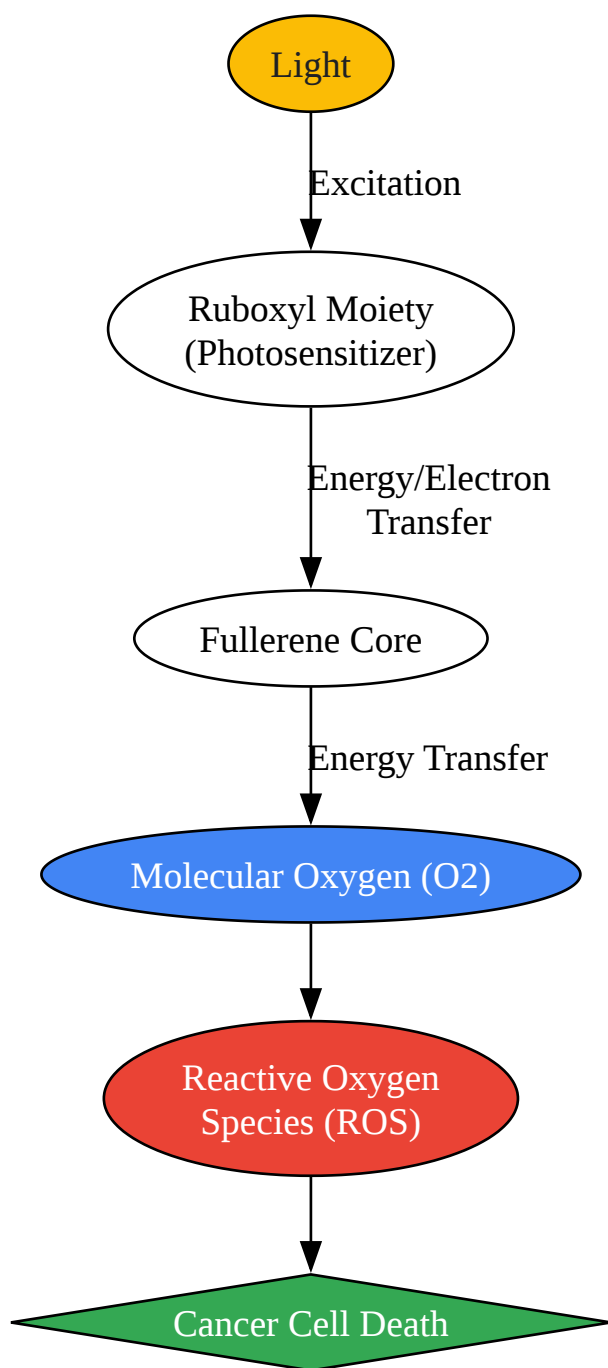 Light
Excitation
Ruboxyl Moiety
(Photosensitizer)
Energy/Electron
Transfer
Fullerene Core
Energy Transfer
Molecular Oxygen (O2)
Reactive Oxygen
Species (ROS)
Cancer Cell Death